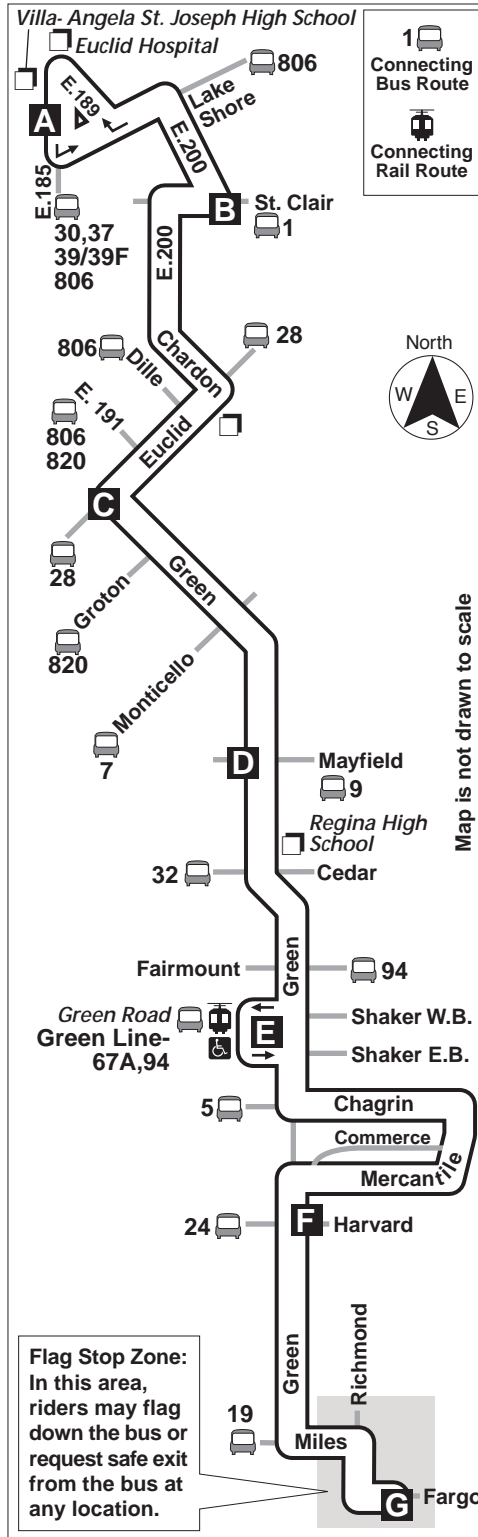 Villa- Angela St. Joseph High School
Euclid Hospital
1
Connecting
Bus Route
Connecting
Rail Route
806
Lake
Shore
E.189
A
E.200
E.185
B
St. Clair
1
30,37
39/39F
806
E.200
North
W
E
S
28
806
Dille
Chardon
E. 191
806
820
Euclid
C
28
Green
Groton
820
Monticello
7
Map is not drawn to scale
D
Mayfield
9
Regina High
School
32
Cedar
Green
Fairmount
94
Green Road
Green Line-
67A,94
E
Shaker W.B.
Shaker E.B.
5
Chagrin
Commerce
Mercantile
24
F
Harvard
Green
Richmond
Flag Stop Zone:
In this area,
riders may flag
down the bus or
request safe exit
from the bus at
any location.
19
Miles
G
Fargo